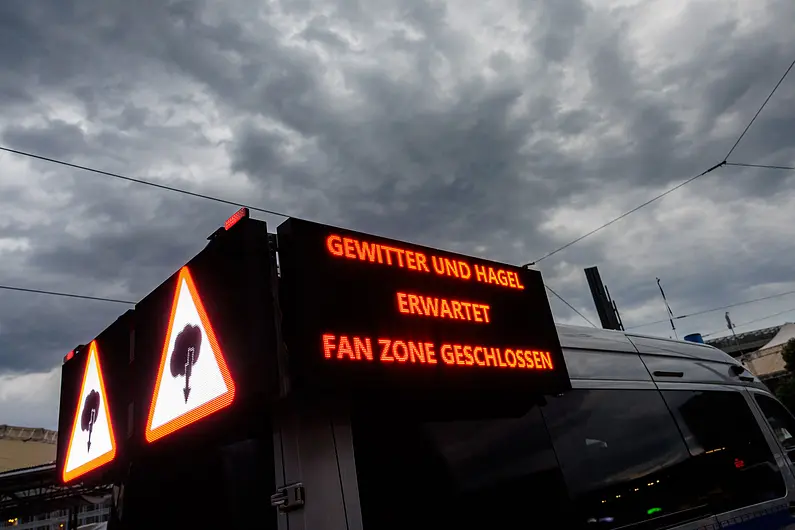 GEWITTER UND HAGEL
ERWARTET
FAN ZONE GESCHLOSSEN